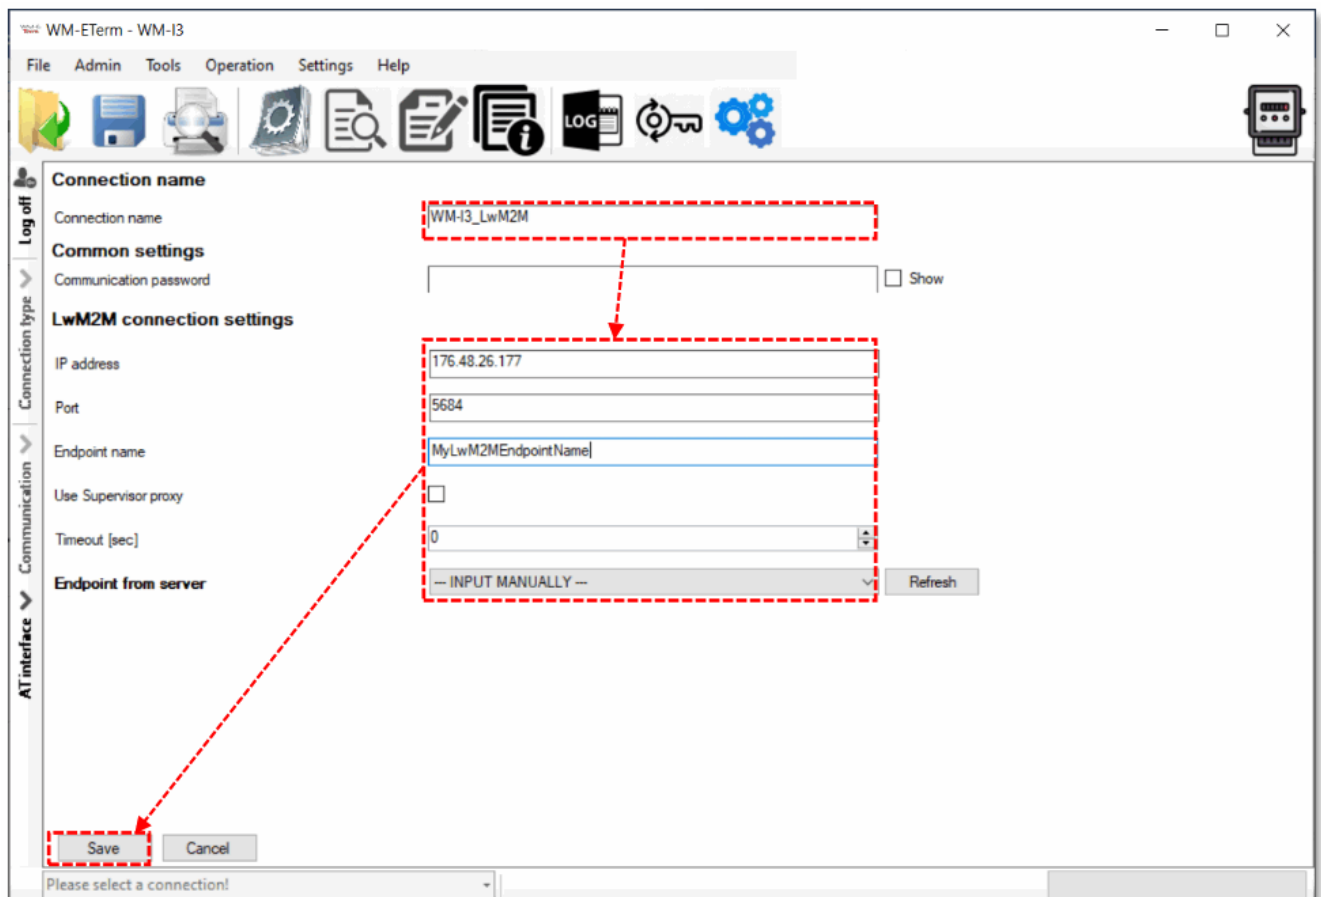 WM-ETerm - WM-I3
File Admin Tools Operation Settings Help
LOG
Log off
Connection type
Communication
AT interface
Connection name
Connection name WM-I3_LwM2M
Common settings
Communication password Show
LwM2M connection settings
IP address 176.48.26.177
Port 5684
Endpoint name MyLwM2MEndpointName
Use Supervisor proxy
Timeout [sec] 0
Endpoint from server --- INPUT MANUALLY --- Refresh
Save Cancel
Please select a connection!